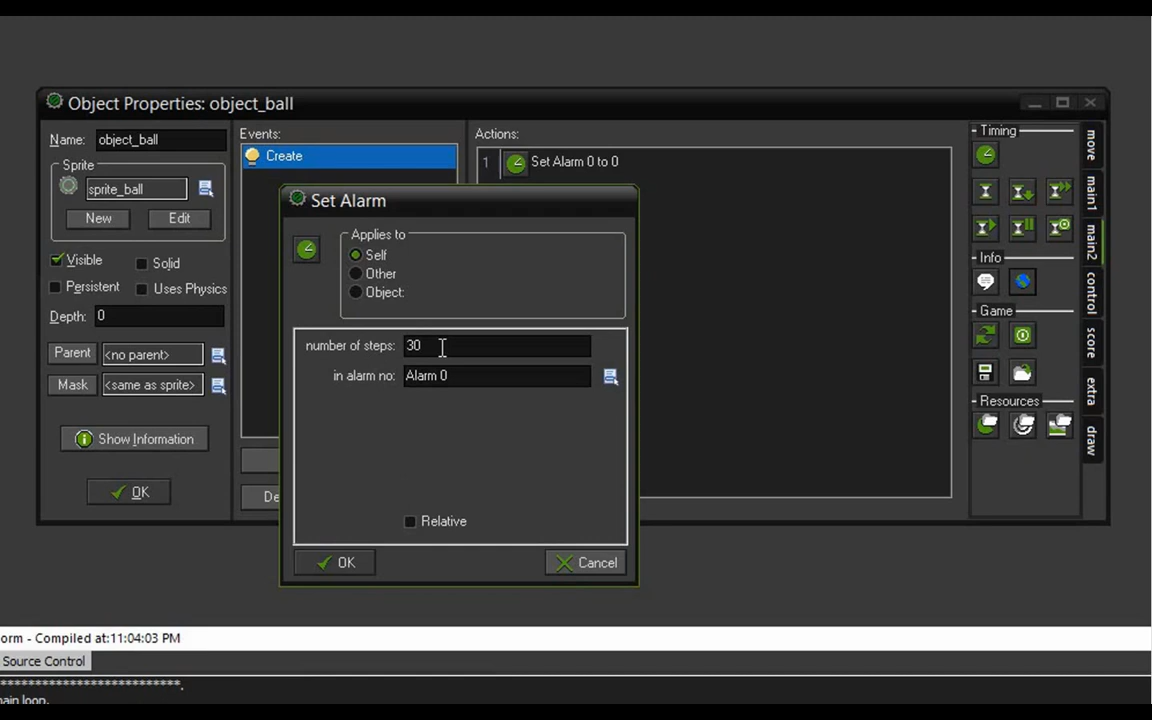 Object Properties: object_ball
Name: object_ball
Sprite
sprite_ball
New Edit
Visible Solid
Persistent Uses Physics
Depth: 0
Parent <no parent>
Mask <same as sprite>
Show Information
OK
Events:
Create
De
Actions:
1 Set Alarm 0 to 0
Set Alarm
Applies to
Self
Other
Object:
number of steps: 30
in alarm no: Alarm 0
Relative
OK Cancel
Timing
Info
Game
Resources
move
main1
main2
control
score
extra
draw
orm - Compiled at:11:04:03 PM
Source Control
***************************.
ain loop.